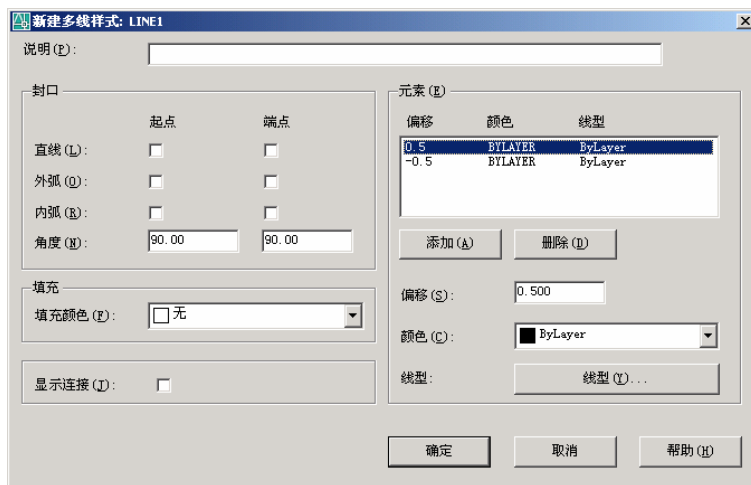 新建多线样式: LINE1
说明(P):
封口
起点 端点
直线(L):
外弧(O):
内弧(R):
角度(N): 90.00 90.00
填充
填充颜色(F): 无
显示连接(J):
元素(E)
偏移 颜色 线型
0.5 BYLAYER ByLayer
-0.5 BYLAYER ByLayer
添加(A) 删除(D)
偏移(S): 0.500
颜色(C): ByLayer
线型: 线型(Y)...
确定 取消 帮助(H)